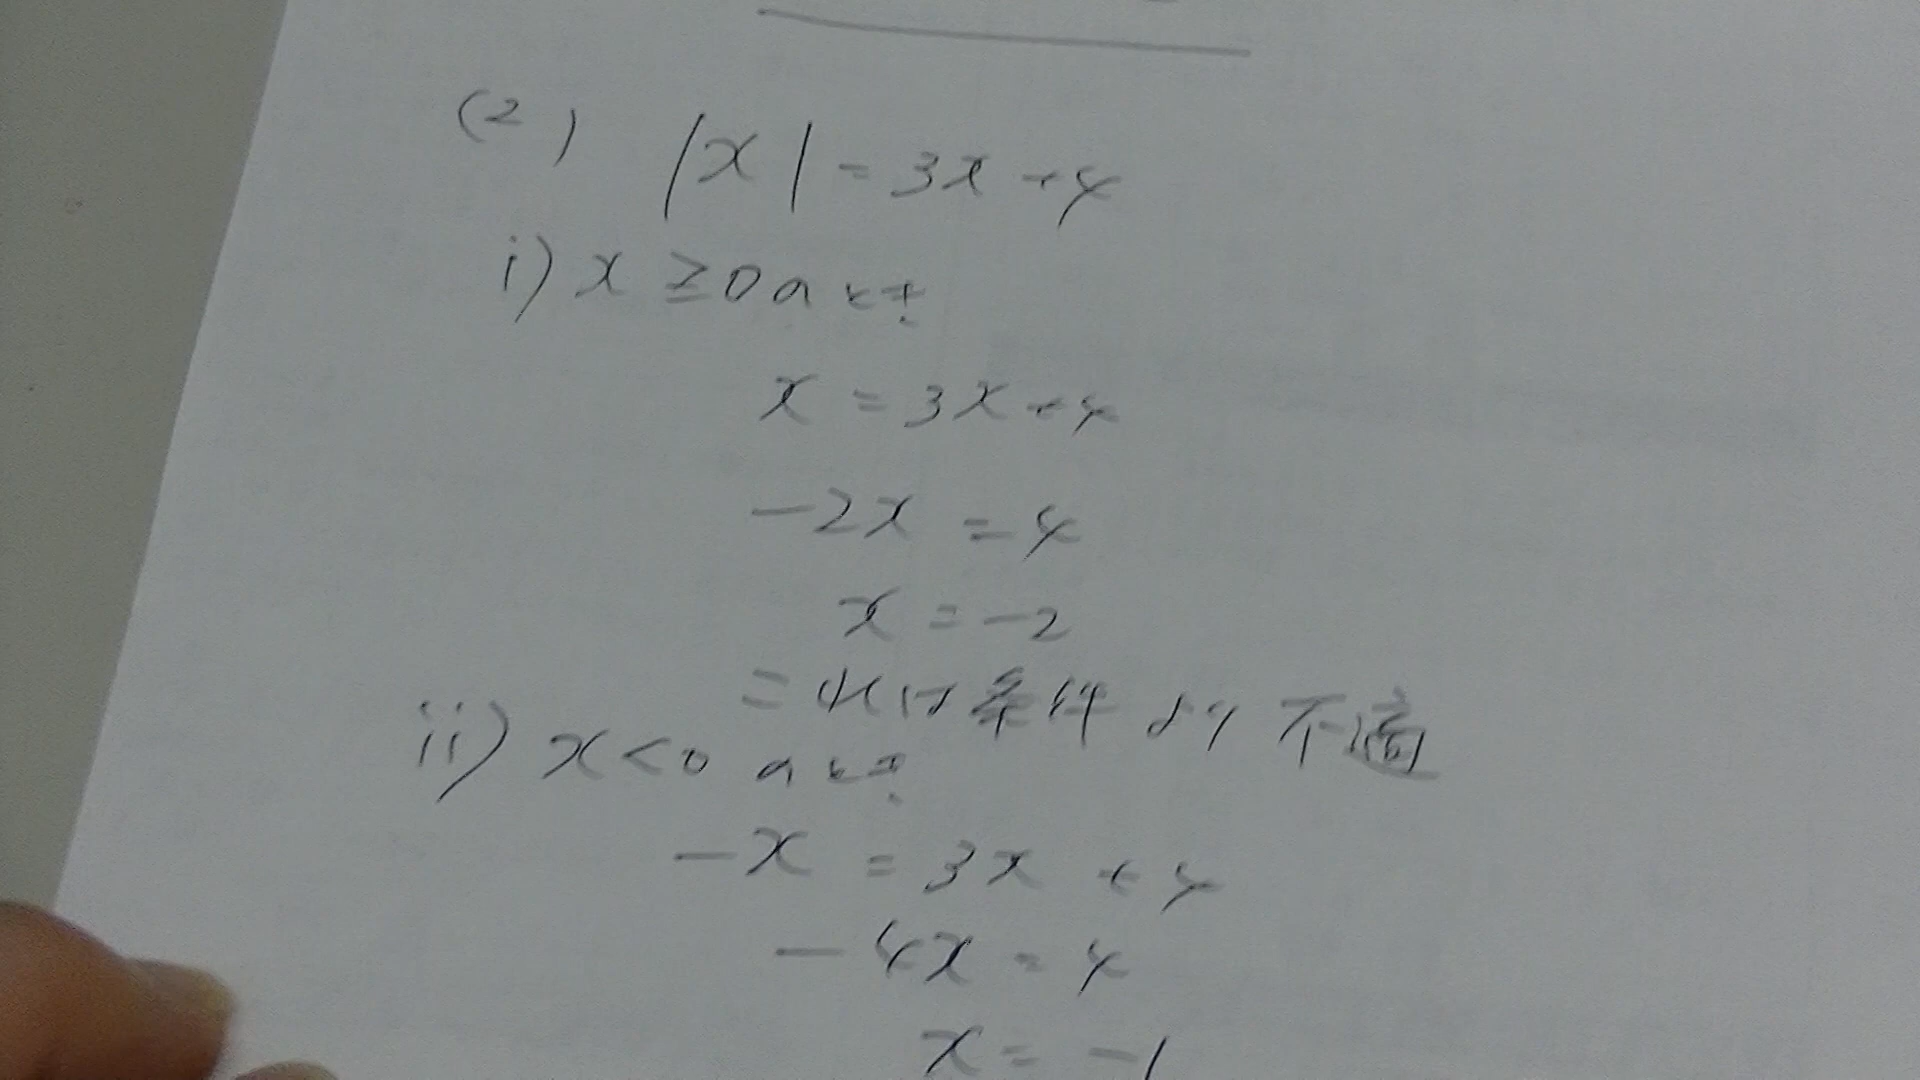 (2) |x| = 3x+4
i) x ≧ 0 のとき
x = 3x+4
-2x = 4
x = -2
これは条件より不適
ii) x<0 のとき
-x = 3x +4
-4x = 4
x = -1